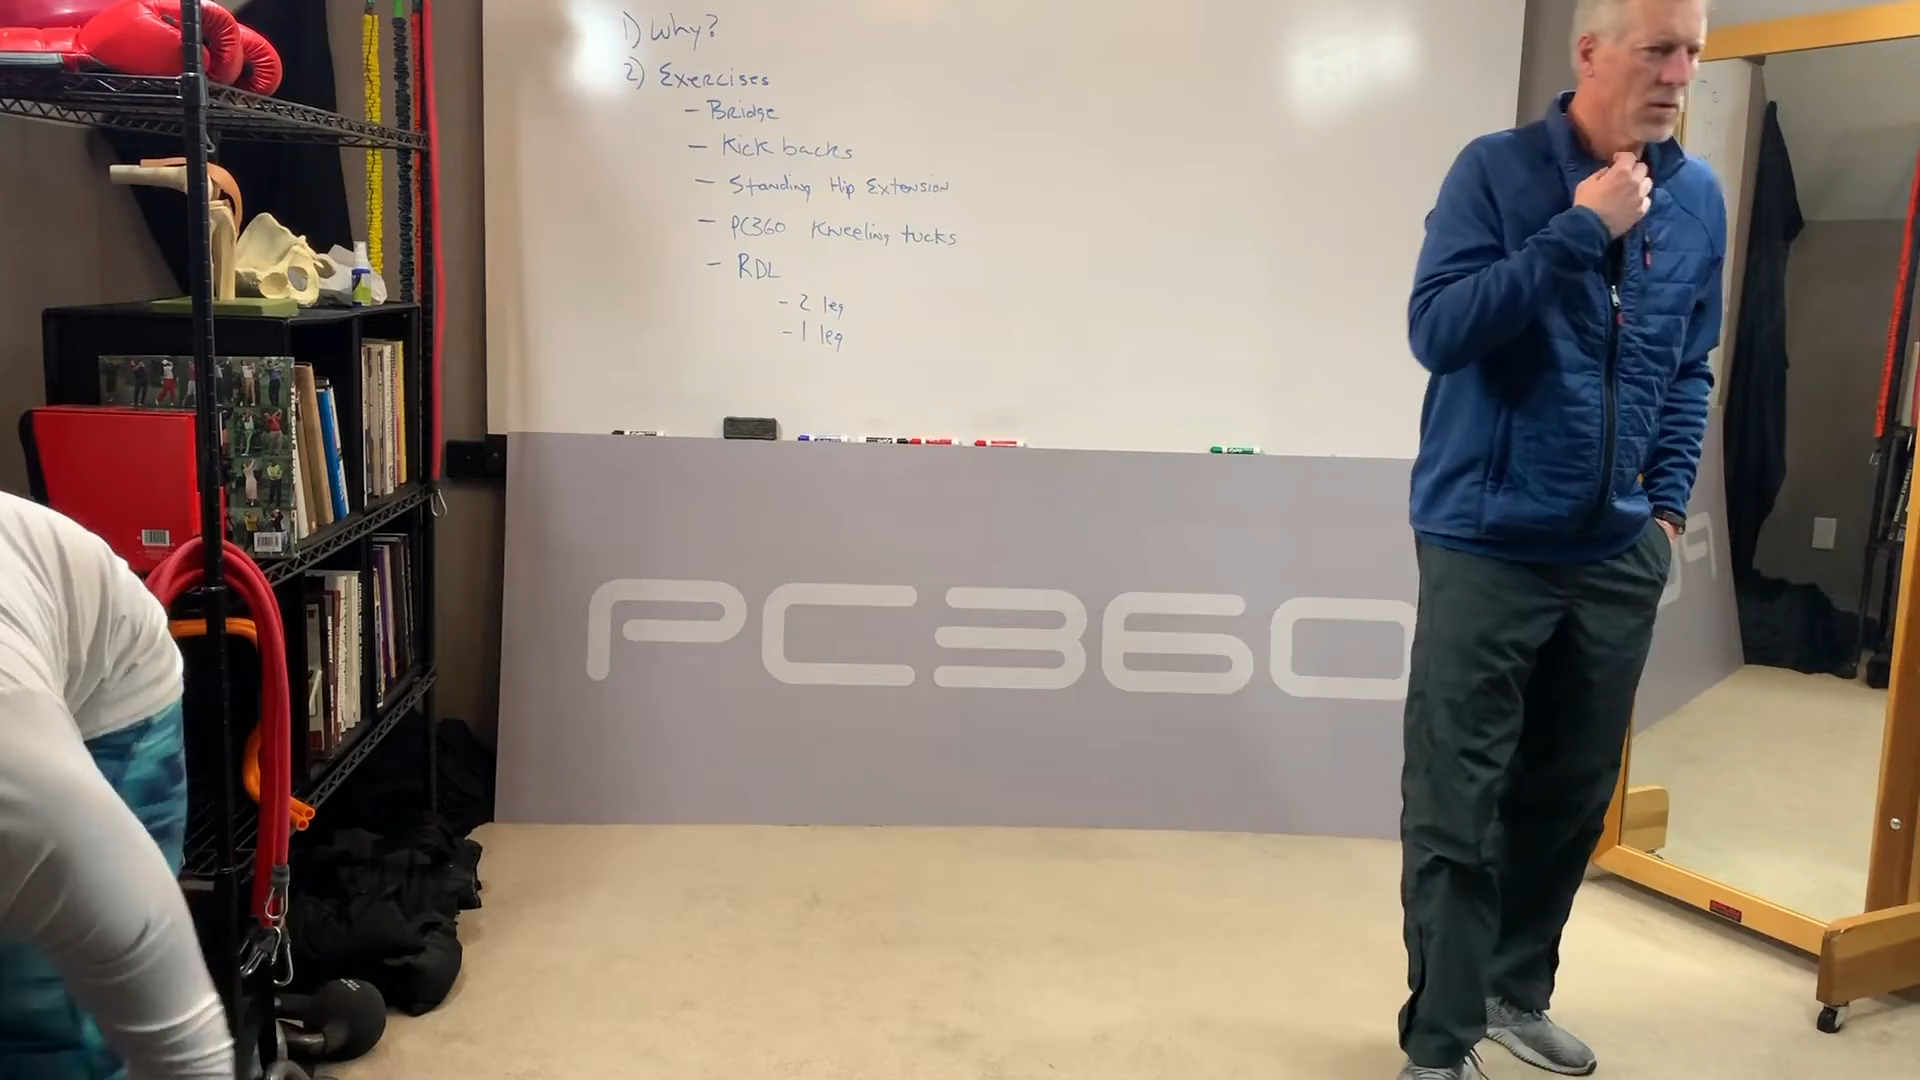 1) Why?
2) Exercises
- Bridge
- Kick backs
- Standing Hip Extension
- PC360 Kneeling tucks
- RDL
- 2 leg
- 1 leg
PC360